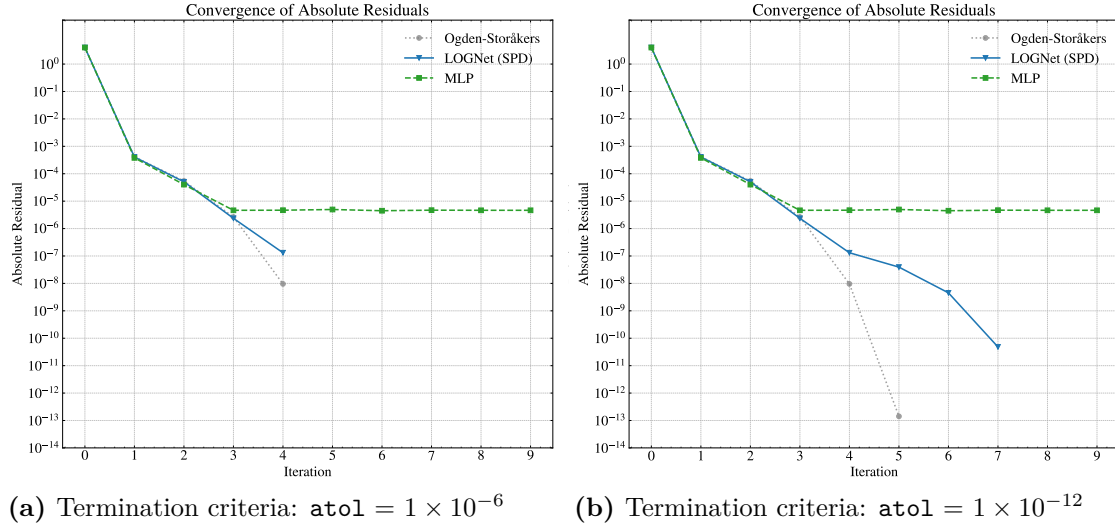 Convergence of Absolute Residuals
Ogden-Storåkers
LOGNet (SPD)
MLP
10⁰
10⁻¹
10⁻²
10⁻³
10⁻⁴
10⁻⁵
10⁻⁶
10⁻⁷
10⁻⁸
10⁻⁹
10⁻¹⁰
10⁻¹¹
10⁻¹²
10⁻¹³
10⁻¹⁴
Absolute Residual
0 1 2 3 4 5 6 7 8 9
Iteration
(a) Termination criteria: atol = 1 × 10⁻⁶
Convergence of Absolute Residuals
Ogden-Storåkers
LOGNet (SPD)
MLP
10⁰
10⁻¹
10⁻²
10⁻³
10⁻⁴
10⁻⁵
10⁻⁶
10⁻⁷
10⁻⁸
10⁻⁹
10⁻¹⁰
10⁻¹¹
10⁻¹²
10⁻¹³
10⁻¹⁴
Absolute Residual
0 1 2 3 4 5 6 7 8 9
Iteration
(b) Termination criteria: atol = 1 × 10⁻¹²